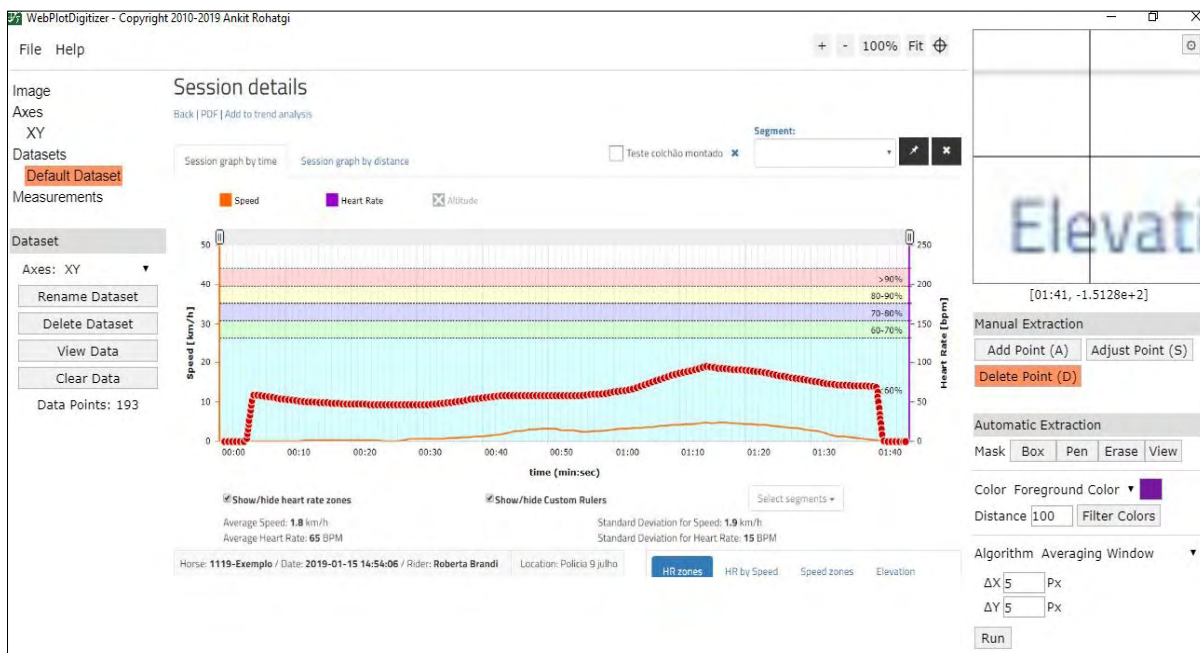 WebPlotDigitizer - Copyright 2010-2019 Ankit Rohatgi
File Help
+ - 100% Fit
Image
Axes
XY
Datasets
Default Dataset
Measurements
Dataset
Axes: XY
Rename Dataset
Delete Dataset
View Data
Clear Data
Data Points: 193
Session details
Back | PDF | Add to trend analysis
Segment:
Session graph by time Session graph by distance
Teste colchão montado
Speed Heart Rate Altitude
50 250
40 200
30 150
20 100
10 50
0 0
>90%
80-90%
70-80%
60-70%
60%
Speed [km/h]
Heart Rate [bpm]
00:00 00:10 00:20 00:30 00:40 00:50 01:00 01:10 01:20 01:30 01:40
time (min:sec)
Show/hide heart rate zones Show/hide Custom Rulers Select segments
Average Speed: 1.8 km/h Standard Deviation for Speed: 1.9 km/h
Average Heart Rate: 65 BPM Standard Deviation for Heart Rate: 15 BPM
Horse: 1119-Exemplo / Date: 2019-01-15 14:54:06 / Rider: Roberta Brandi Location: Policia 9 julho
HR zones HR by Speed Speed zones Elevation
Elevati
[01:41, -1.5128e+2]
Manual Extraction
Add Point (A) Adjust Point (S)
Delete Point (D)
Automatic Extraction
Mask Box Pen Erase View
Color Foreground Color
Distance 100 Filter Colors
Algorithm Averaging Window
ΔX 5 Px
ΔY 5 Px
Run